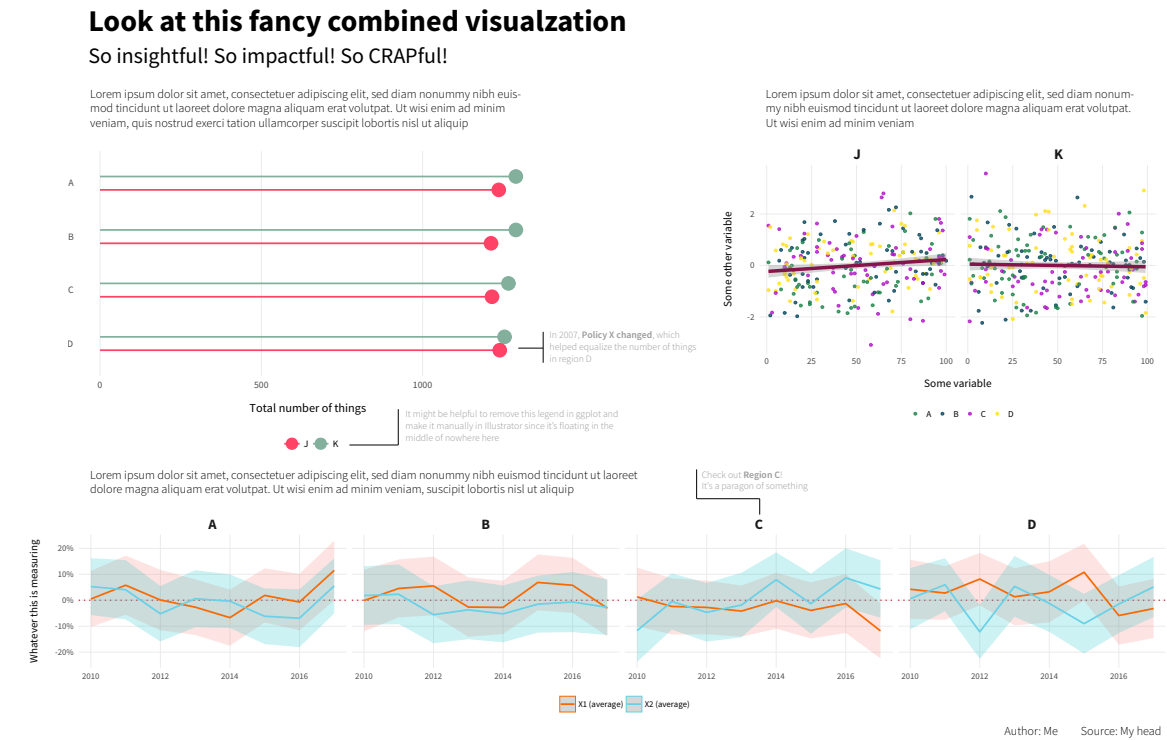 Look at this fancy combined visualzation
So insightful! So impactful! So CRAPful!
Lorem ipsum dolor sit amet, consectetuer adipiscing elit, sed diam nonummy nibh euis-
mod tincidunt ut laoreet dolore magna aliquam erat volutpat. Ut wisi enim ad minim
veniam, quis nostrud exerci tation ullamcorper suscipit lobortis nisl ut aliquip
A
B
C
D
0 500 1000
Total number of things
J K
In 2007, Policy X changed, which
helped equalize the number of things
in region D
It might be helpful to remove this legend in ggplot and
make it manually in Illustrator since it's floating in the
middle of nowhere here
Lorem ipsum dolor sit amet, consectetuer adipiscing elit, sed diam nonum-
my nibh euismod tincidunt ut laoreet dolore magna aliquam erat volutpat.
Ut wisi enim ad minim veniam
J K
Some other variable
2
0
-2
0 25 50 75 100 0 25 50 75 100
Some variable
A B C D
Lorem ipsum dolor sit amet, consectetuer adipiscing elit, sed diam nonummy nibh euismod tincidunt ut laoreet
dolore magna aliquam erat volutpat. Ut wisi enim ad minim veniam, suscipit lobortis nisl ut aliquip
Check out Region C!
It's a paragon of something
A B C D
Whatever this is measuring
20%
10%
0%
-10%
-20%
2010 2012 2014 2016 2010 2012 2014 2016 2010 2012 2014 2016 2010 2012 2014 2016
X1 (average) X2 (average)
Author: Me Source: My head